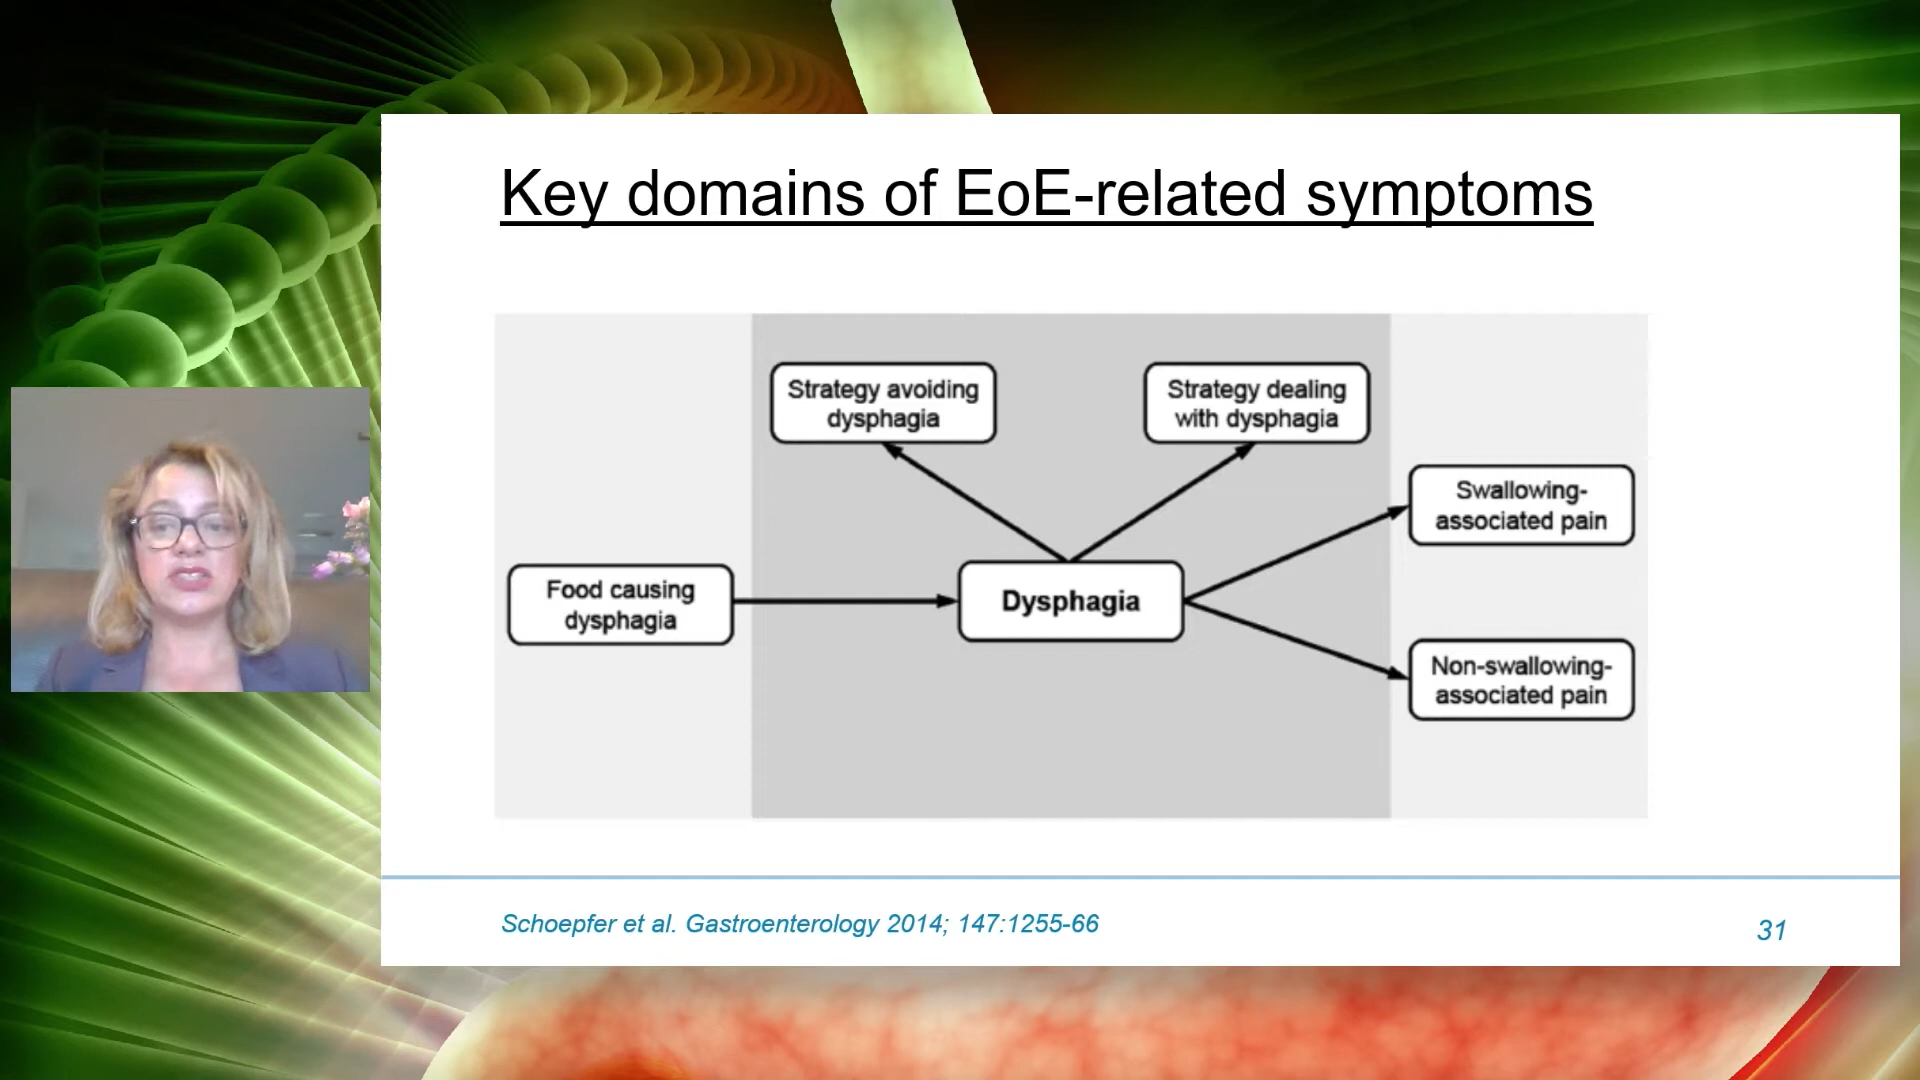 Key domains of EoE-related symptoms
Strategy avoiding
dysphagia
Strategy dealing
with dysphagia
Swallowing-
associated pain
Food causing
dysphagia
Dysphagia
Non-swallowing-
associated pain
Schoepfer et al. Gastroenterology 2014; 147:1255-66
31